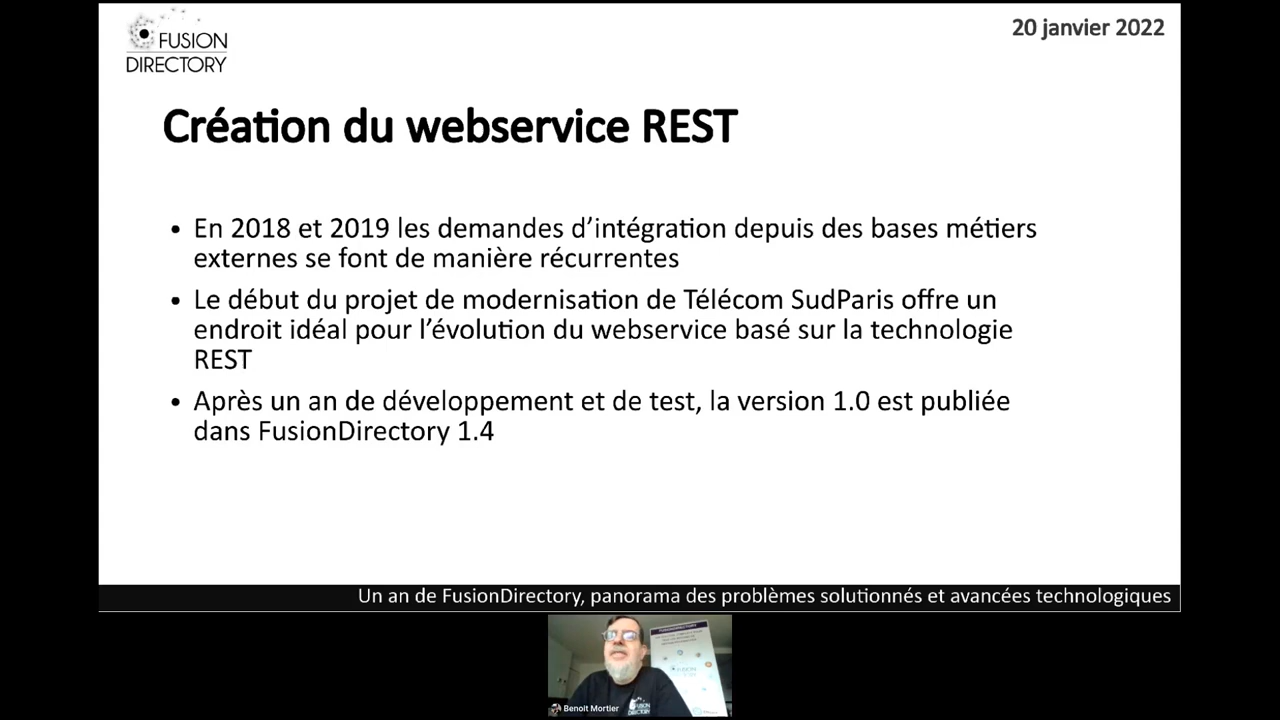 FUSION
DIRECTORY
20 janvier 2022
Création du webservice REST
• En 2018 et 2019 les demandes d’intégration depuis des bases métiers
externes se font de manière récurrentes
• Le début du projet de modernisation de Télécom SudParis offre un
endroit idéal pour l’évolution du webservice basé sur la technologie
REST
• Après un an de développement et de test, la version 1.0 est publiée
dans FusionDirectory 1.4
Un an de FusionDirectory, panorama des problèmes solutionnés et avancées technologiques
FUSION
DIRECTORY
Benoit Mortier
FUSION
DIRECTORY